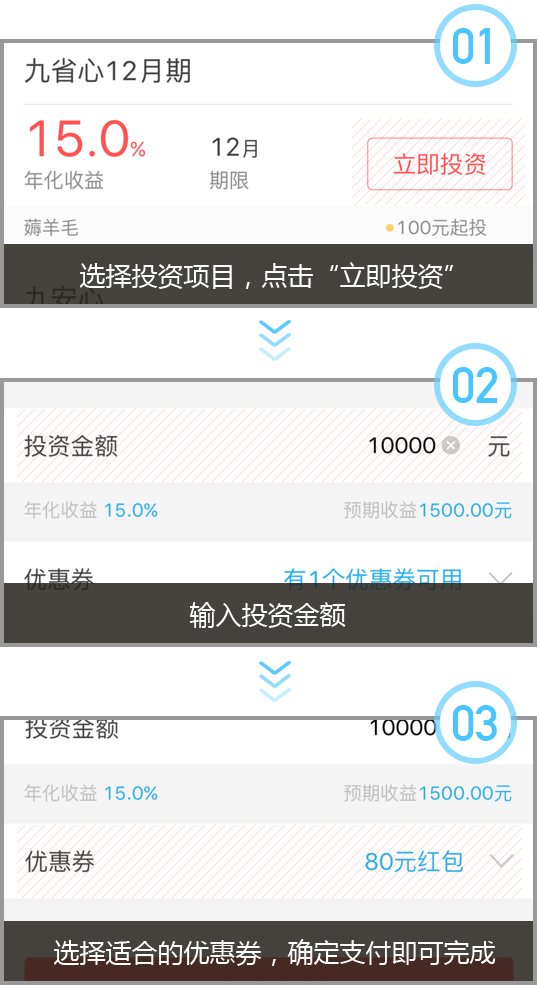 01
九省心12月期
15.0%
12月
立即投资
年化收益
期限
薅羊毛
100元起投
九安心
选择投资项目，点击“立即投资”
02
投资金额
10000
元
年化收益 15.0%
预期收益1500.00元
优惠券
有1个优惠券可用
输入投资金额
03
投资金额
10000
年化收益 15.0%
预期收益1500.00元
优惠券
80元红包
选择适合的优惠券，确定支付即可完成